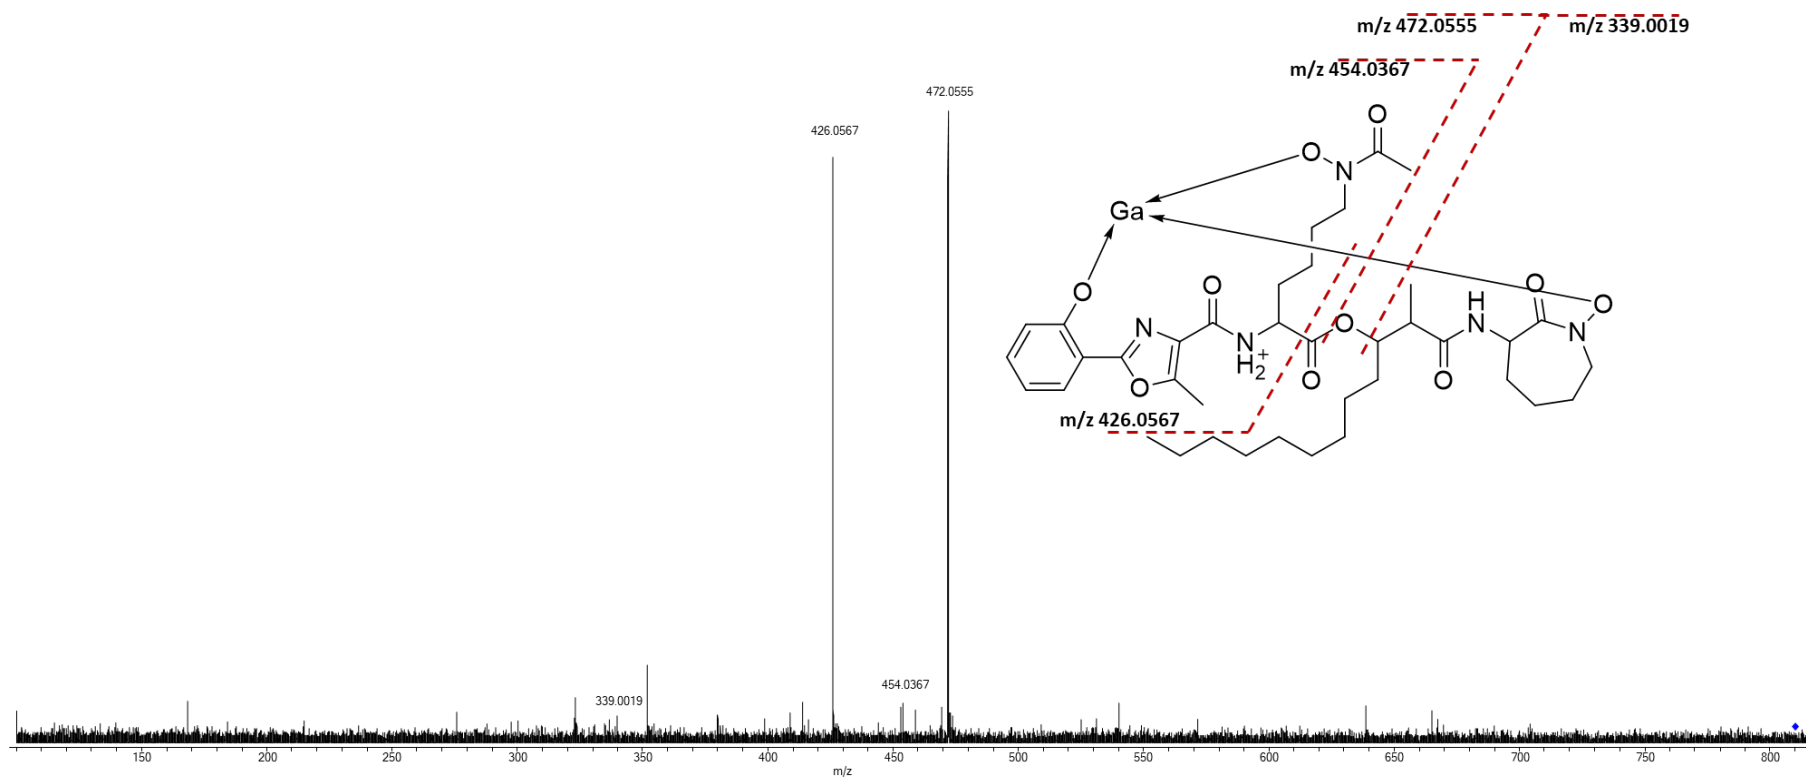 m/z 472.0555
m/z 339.0019
m/z 454.0367
472.0555
426.0567
O
O
N
Ga
O
O
N
H
N
H2
+
O
O
O
O
H
N
O
N
O
O
m/z 426.0567
454.0367
339.0019
150
200
250
300
350
400
450
500
550
600
650
700
750
800
m/z